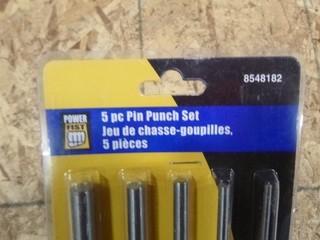 8548182
POWER
FIST
5 pc Pin Punch Set
Jeu de chasse-goupilles,
5 pièces